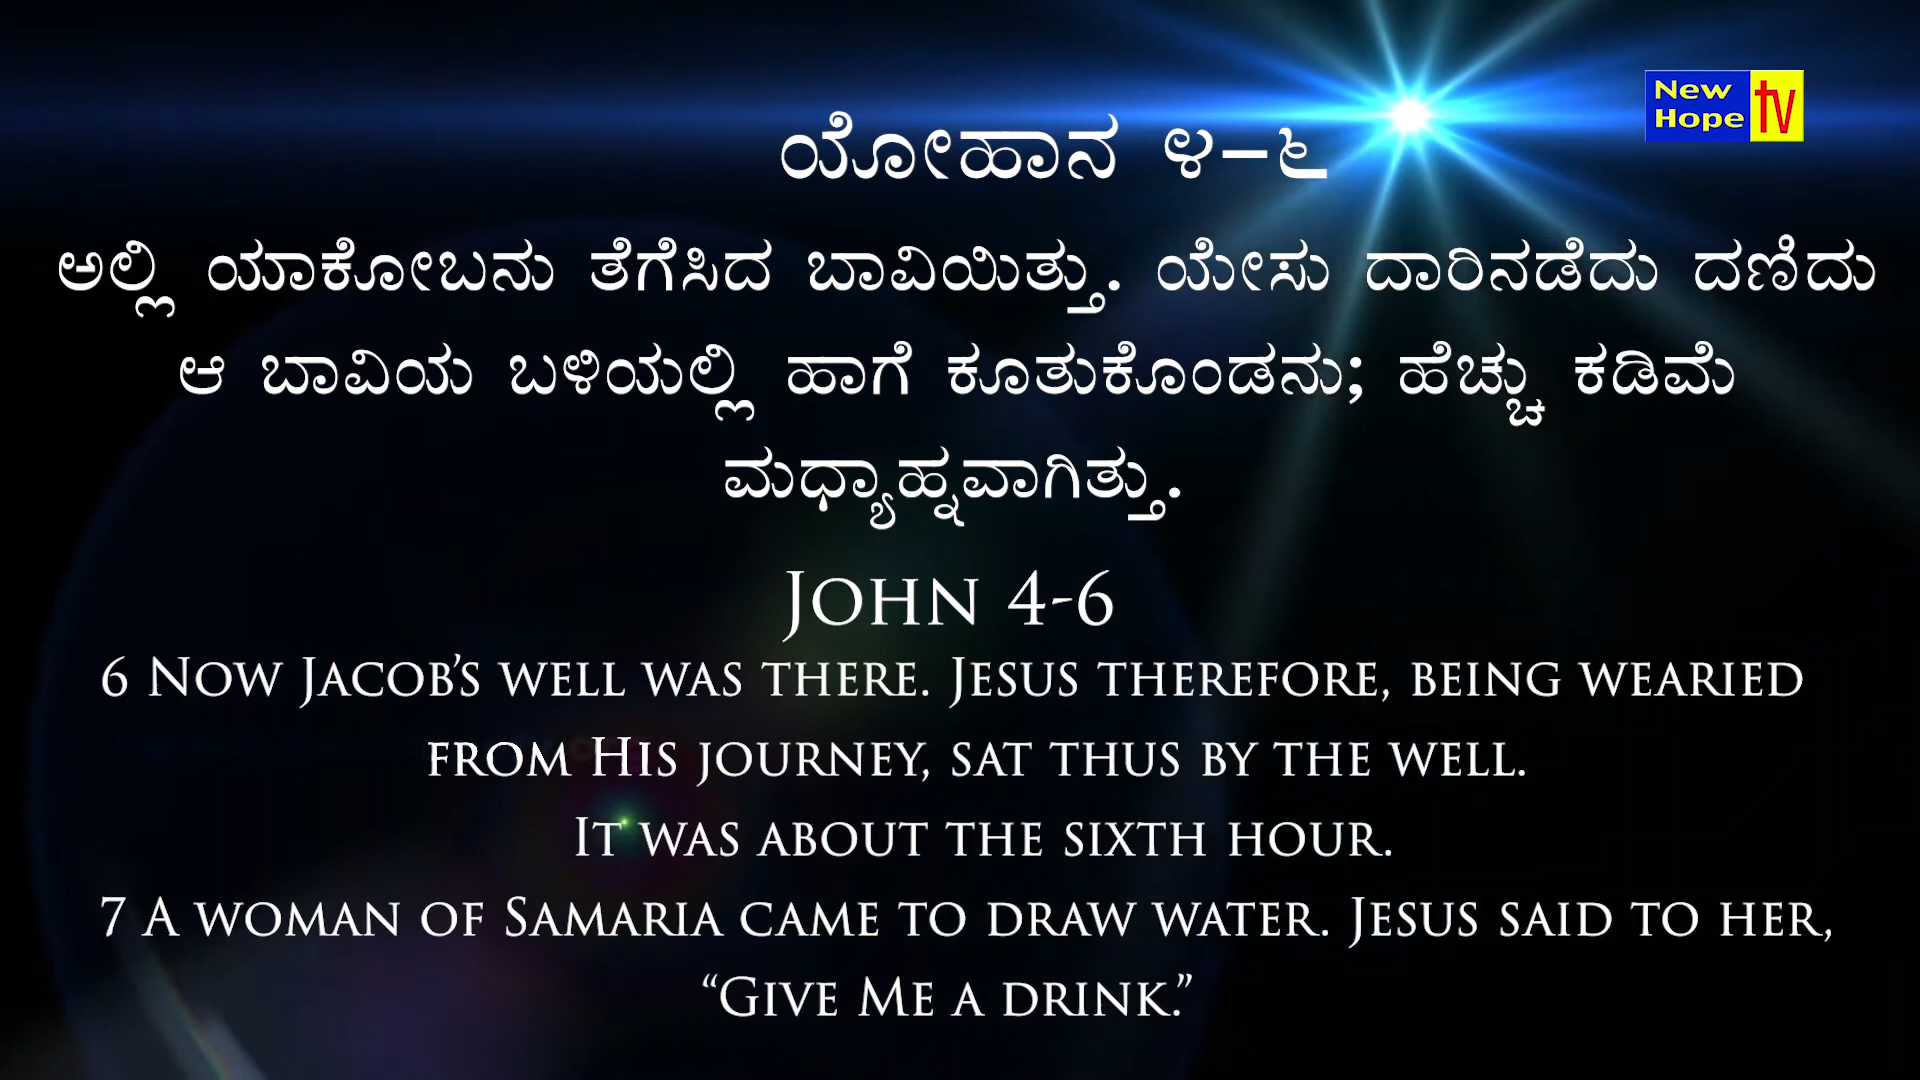 New
Hope tv
ಯೋಹಾನ ೪–೬
ಅಲ್ಲಿ ಯಾಕೋಬನು ತೆಗೆಸಿದ ಬಾವಿಯಿತ್ತು. ಯೇಸು ದಾರಿನಡೆದು ದಣಿದು
ಆ ಬಾವಿಯ ಬಳಿಯಲ್ಲಿ ಹಾಗೆ ಕೂತುಕೊಂಡನು; ಹೆಚ್ಚು ಕಡಿಮೆ
ಮಧ್ಯಾಹ್ನವಾಗಿತ್ತು.
John 4-6
6 Now Jacob’s well was there. Jesus therefore, being wearied
from His journey, sat thus by the well.
It was about the sixth hour.
7 A woman of Samaria came to draw water. Jesus said to her,
“Give Me a drink.”